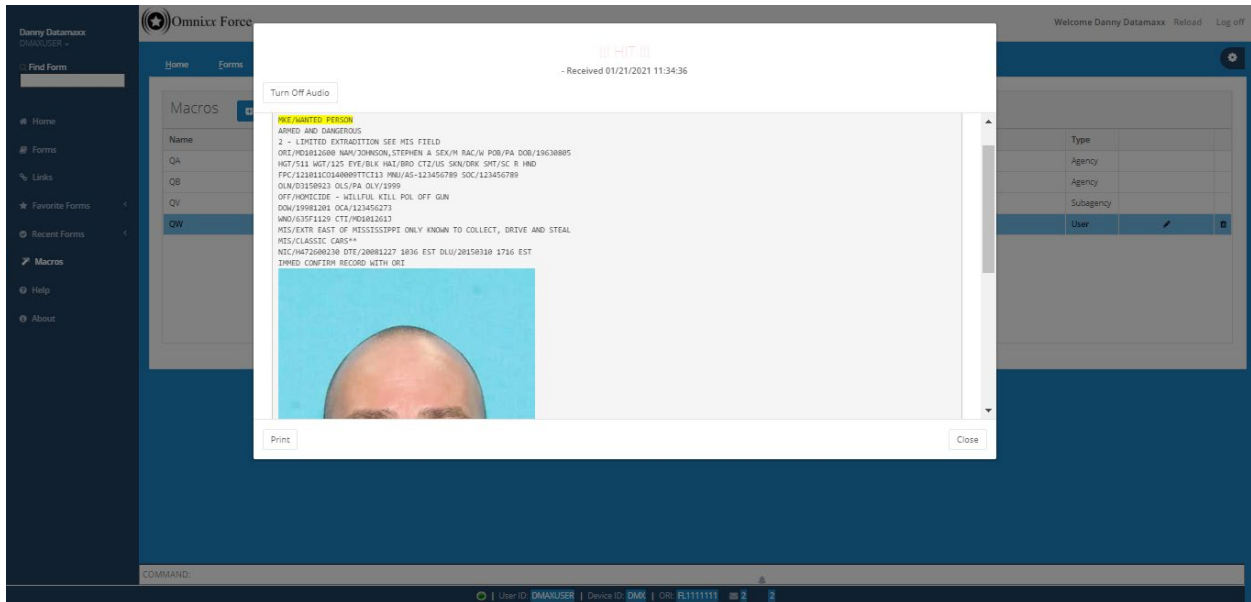 Danny Datamaxx
DMAXUSER
Find Form
Home
Forms
Links
Favorite Forms
Recent Forms
Macros
Help
About
Omnixx Force
Welcome Danny Datamaxx Reload Log off
Home Forms
Macros
Name Type
QA Agency
QB Agency
QV Subagency
QW User
!!! HIT !!!
- Received 01/21/2021 11:34:36
Turn Off Audio
MKE/WANTED PERSON
ARMED AND DANGEROUS
2 - LIMITED EXTRADITION SEE MIS FIELD
ORI/MD1012600 NAM/JOHNSON,STEPHEN A SEX/M RAC/W POB/PA DOB/19630805
HGT/511 WGT/125 EYE/BLK HAI/BRO CTZ/US SKN/DRK SMT/SC R HND
FPC/121011CO140009TTCI13 MNU/AS-123456789 SOC/123456789
OLN/D3150923 OLS/PA OLY/1999
OFF/HOMICIDE - WILLFUL KILL POL OFF GUN
DOW/19981201 OCA/123456273
WNO/635F1129 CTI/MD101261J
MIS/EXTR EAST OF MISSISSIPPI ONLY KNOWN TO COLLECT, DRIVE AND STEAL
MIS/CLASSIC CARS**
NIC/H472600230 DTE/20081227 1036 EST DLU/20150310 1716 EST
IMMED CONFIRM RECORD WITH ORI
Print Close
COMMAND:
| User ID: DMAXUSER | Device ID: DMX | ORI: FL1111111 2 2